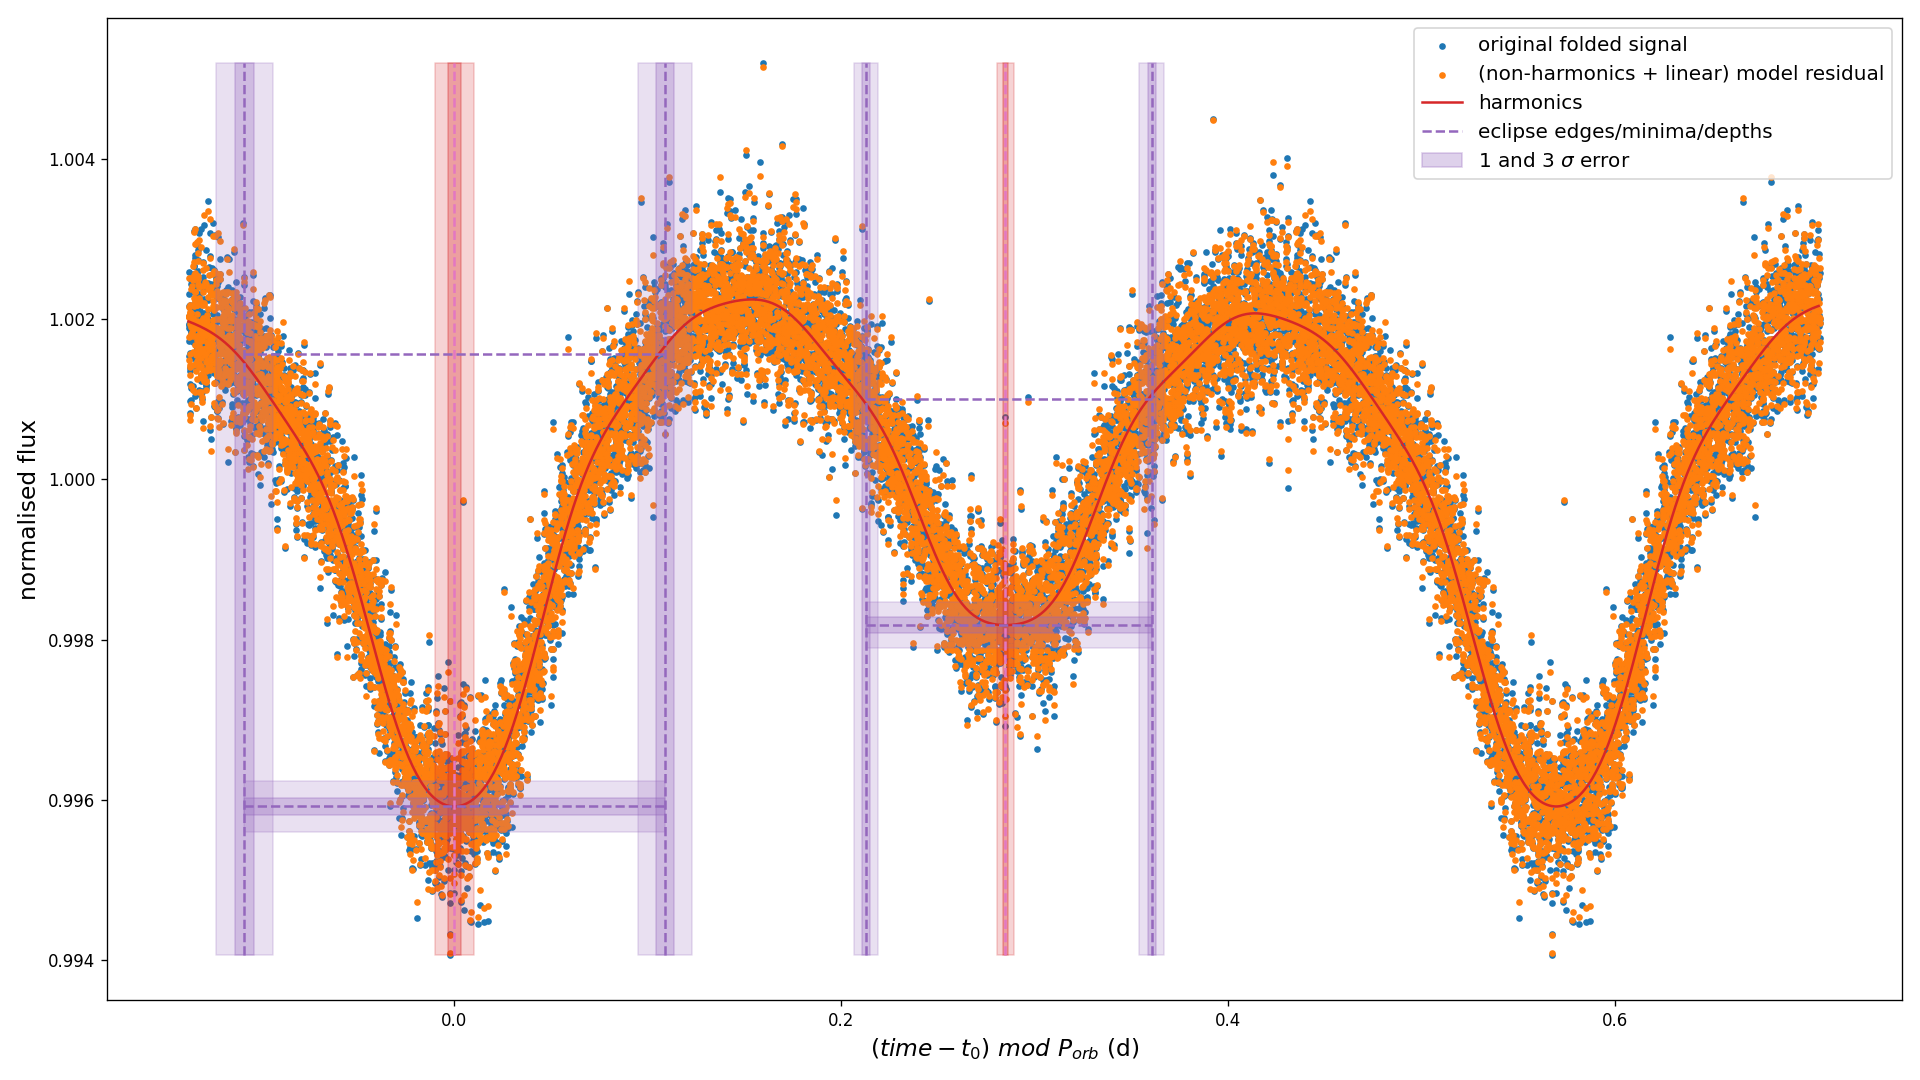 original folded signal
(non-harmonics + linear) model residual
harmonics
eclipse edges/minima/depths
1 and 3 σ error
normalised flux
1.004
1.002
1.000
0.998
0.996
0.994
0.0 0.2 0.4 0.6
(time − t₀) mod P_orb (d)